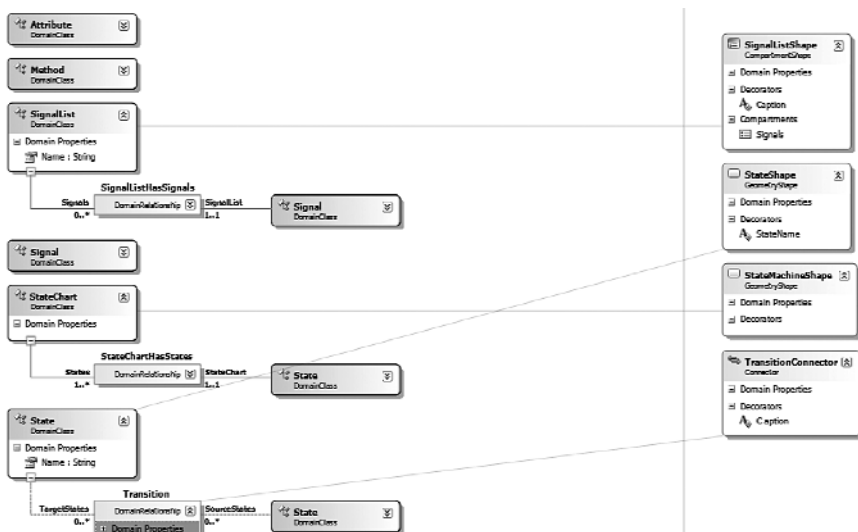 Attribute
DomainClass
Method
DomainClass
SignalList
DomainClass
Domain Properties
Name : String
SignalListHasSignals
Signals
0..*
DomainRelationship
SignalList
1..1
Signal
DomainClass
Signal
DomainClass
StateChart
DomainClass
Domain Properties
StateChartHasStates
States
1..*
DomainRelationship
StateChart
1..1
State
DomainClass
State
DomainClass
Domain Properties
Name : String
Transition
TargetStates
0..*
DomainRelationship
SourceStates
0..*
Domain Properties
State
DomainClass
SignalListShape
CompartmentShape
Domain Properties
Decorators
Caption
Compartments
Signals
StateShape
GeometryShape
Domain Properties
Decorators
StateName
StateMachineShape
GeometryShape
Domain Properties
Decorators
TransitionConnector
Connector
Domain Properties
Decorators
Caption